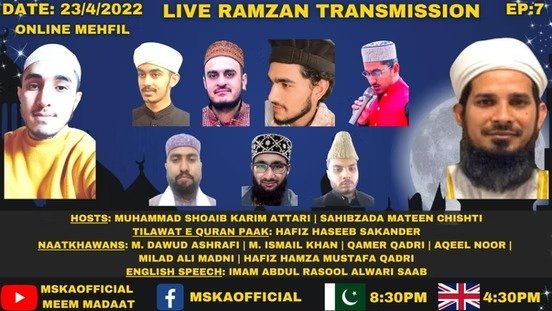 DATE: 23/4/2022 LIVE RAMZAN TRANSMISSION EP:7
ONLINE MEHFIL
HOSTS: MUHAMMAD SHOAIB KARIM ATTARI | SAHIBZADA MATEEN CHISHTI
TILAWAT E QURAN PAAK: HAFIZ HASEEB SAKANDER
NAATKHAWANS: M. DAWUD ASHRAFI | M. ISMAIL KHAN | QAMER QADRI | AQEEL NOOR |
MILAD ALI MADNI | HAFIZ HAMZA MUSTAFA QADRI
ENGLISH SPEECH: IMAM ABDUL RASOOL ALWARI SAAB
MSKAOFFICIAL
MEEM MADAAT
MSKAOFFICIAL
8:30PM
4:30PM